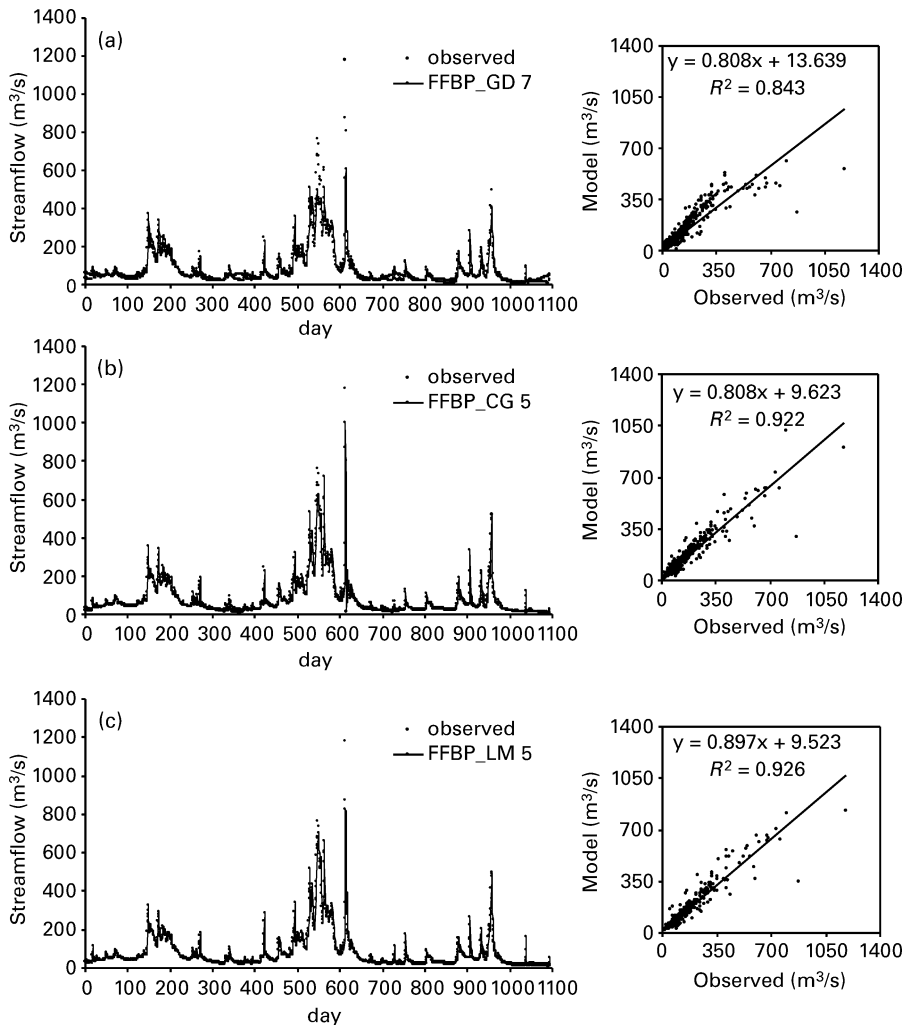 (a)
1400
1200
1000
800
600
400
200
0
Streamflow (m³/s)
observed
FFBP_GD 7
0 100 200 300 400 500 600 700 800 900 1000 1100
day
1400
1050
700
350
0
Model (m³/s)
y = 0.808x + 13.639
R² = 0.843
0 350 700 1050 1400
Observed (m³/s)
(b)
1400
1200
1000
800
600
400
200
0
Streamflow (m³/s)
observed
FFBP_CG 5
0 100 200 300 400 500 600 700 800 900 1000 1100
day
1400
1050
700
350
0
Model (m³/s)
y = 0.808x + 9.623
R² = 0.922
0 350 700 1050 1400
Observed (m³/s)
(c)
1400
1200
1000
800
600
400
200
0
Streamflow (m³/s)
observed
FFBP_LM 5
0 100 200 300 400 500 600 700 800 900 1000 1100
day
1400
1050
700
350
0
Model (m³/s)
y = 0.897x + 9.523
R² = 0.926
0 350 700 1050 1400
Observed (m³/s)